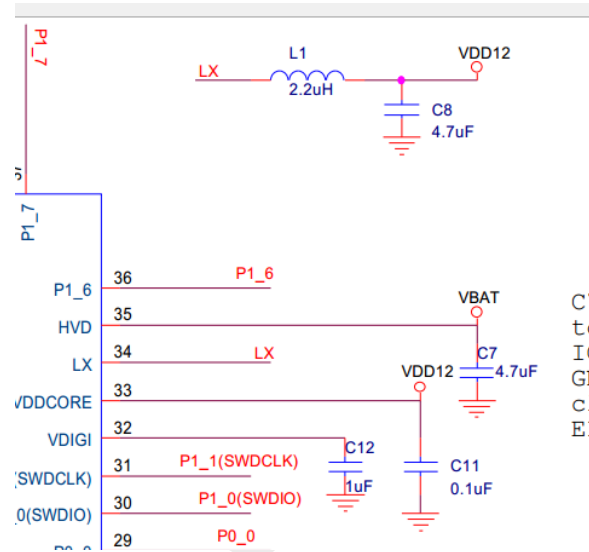 P1_7
L1
LX
2.2uH
VDD12
C8
4.7uF
P1_7
P1_6
36
P1_6
HVD
35
VBAT
LX
34
LX
C7
4.7uF
VDD12
33
VDIGI
32
C12
1uF
C11
0.1uF
(SWDCLK)
31
P1_1(SWDCLK)
0(SWDIO)
30
P1_0(SWDIO)
29
P0_0